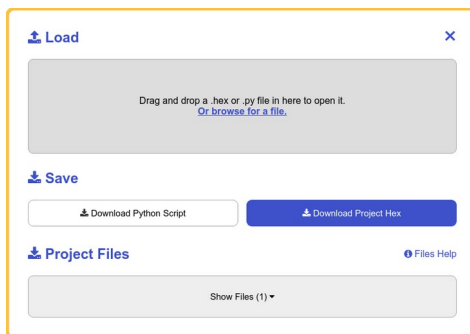 Load
Drag and drop a .hex or .py file in here to open it.
Or browse for a file.
Save
Download Python Script
Download Project Hex
Project Files
Files Help
Show Files (1)